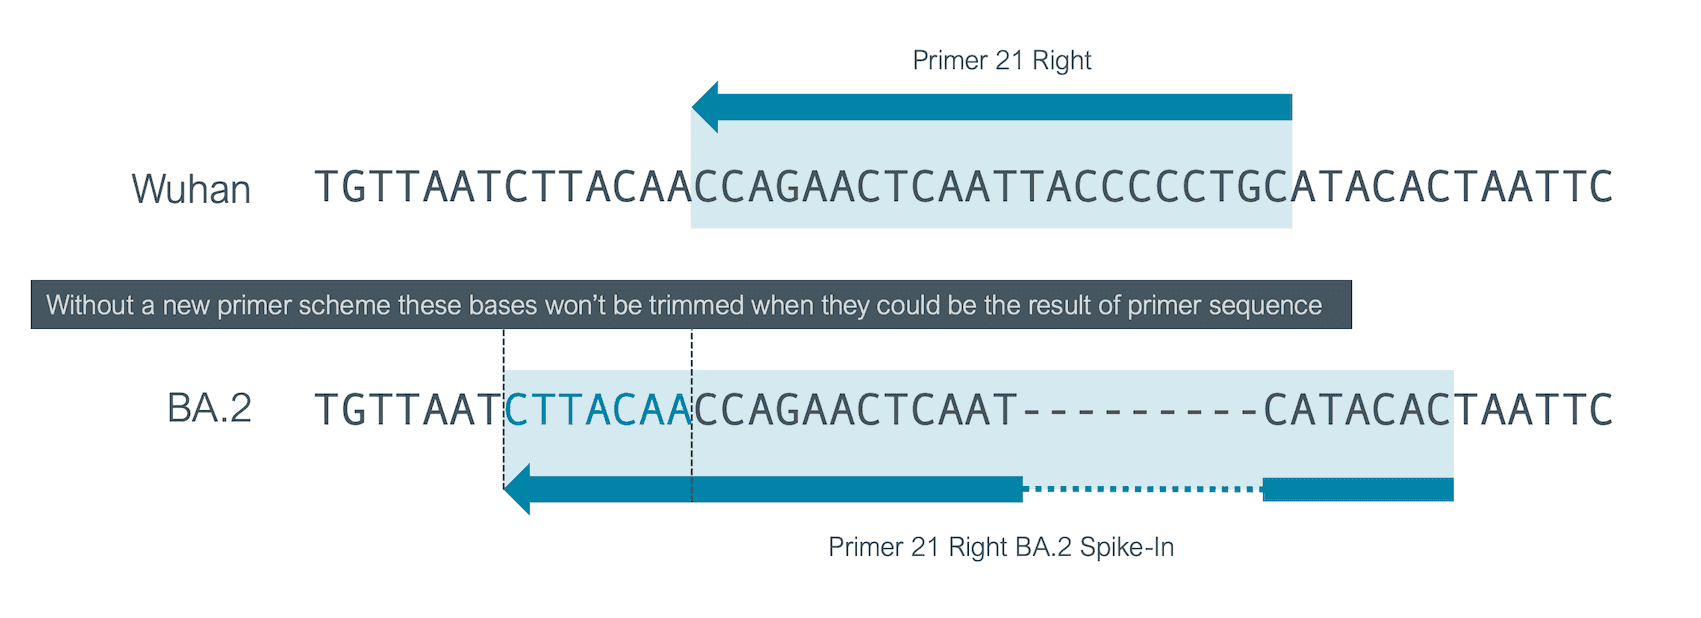 Primer 21 Right
Wuhan TGTTAATCTTACAACCAGAACTCAATTACCCCCTGCATACACTAATTC
Without a new primer scheme these bases won’t be trimmed when they could be the result of primer sequence
BA.2 TGTTAATCTTACAACCAGAACTCAAT---------CATACACTAATTC
Primer 21 Right BA.2 Spike-In